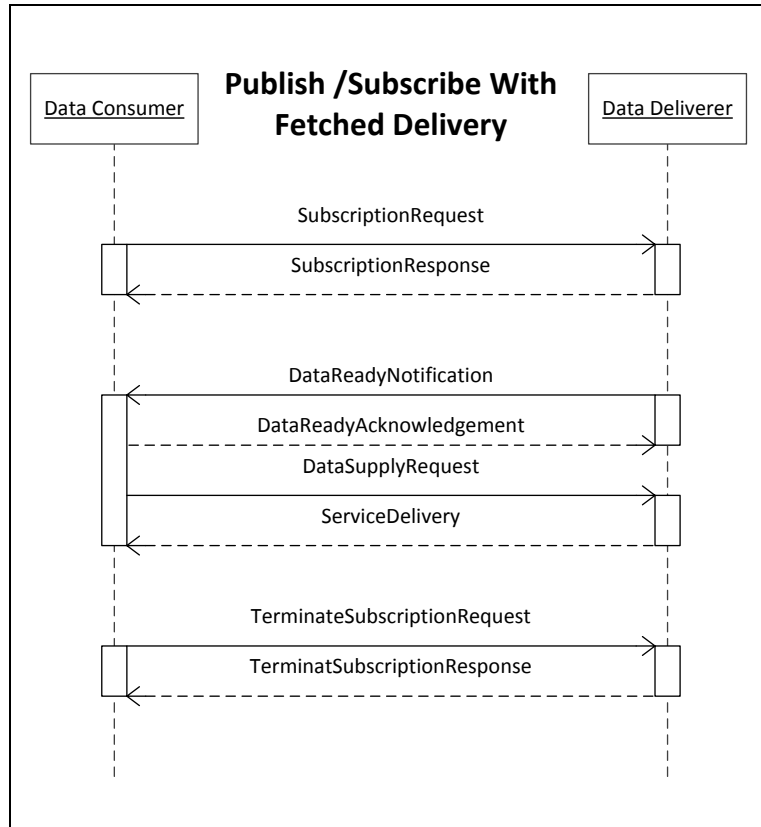 Publish /Subscribe With
Fetched Delivery
Data Consumer
Data Deliverer
SubscriptionRequest
SubscriptionResponse
DataReadyNotification
DataReadyAcknowledgement
DataSupplyRequest
ServiceDelivery
TerminateSubscriptionRequest
TerminatSubscriptionResponse